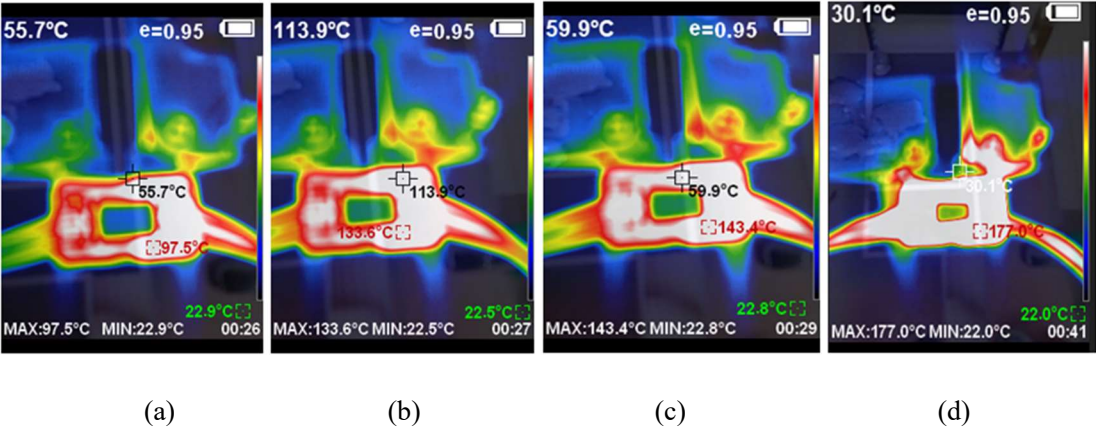 55.7°C e=0.95
55.7°C
97.5°C
22.9°C
MAX:97.5°C MIN:22.9°C 00:26
(a)
113.9°C e=0.95
113.9°C
133.6°C
22.5°C
MAX:133.6°C MIN:22.5°C 00:27
(b)
59.9°C e=0.95
59.9°C
143.4°C
22.8°C
MAX:143.4°C MIN:22.8°C 00:29
(c)
30.1°C e=0.95
30.1°C
177.0°C
22.0°C
MAX:177.0°C MIN:22.0°C 00:41
(d)